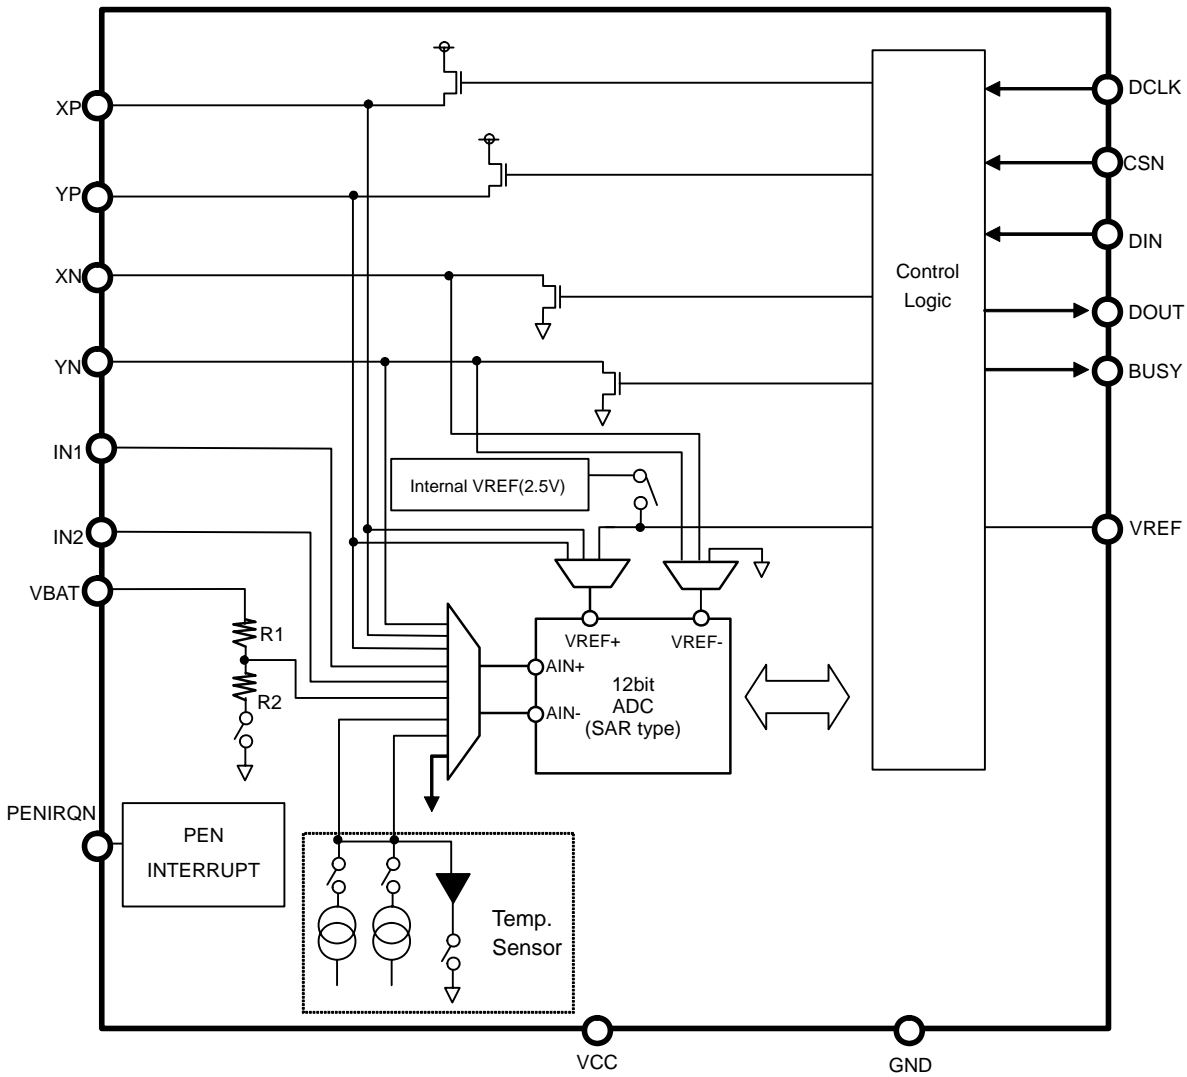 XP
YP
XN
YN
IN1
IN2
VBAT
PENIRQN
R1
R2
PEN
INTERRUPT
Internal VREF(2.5V)
VREF+
VREF-
AIN+
AIN-
12bit
ADC
(SAR type)
Temp.
Sensor
Control
Logic
DCLK
CSN
DIN
DOUT
BUSY
VREF
VCC
GND